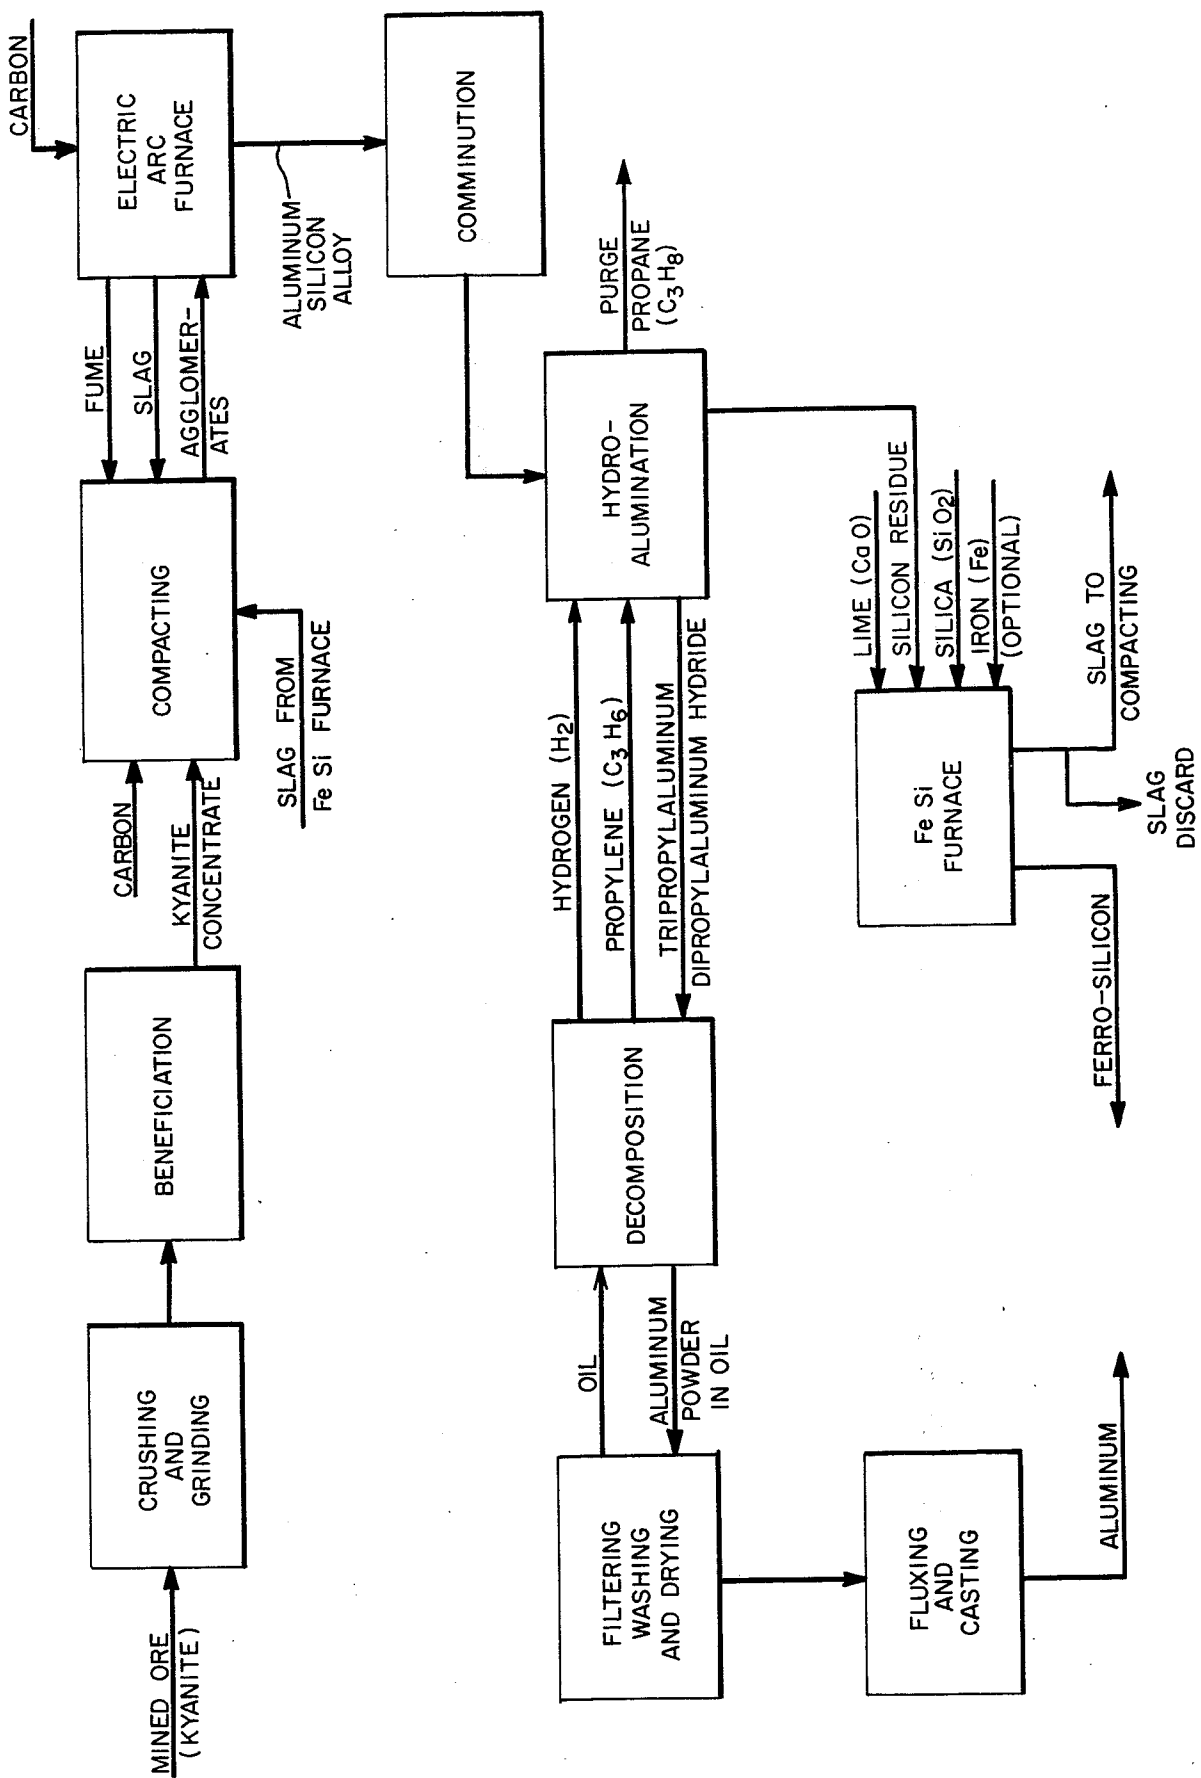 MINED ORE
(KYANITE)
CRUSHING
AND
GRINDING
BENEFICIATION
KYANITE
CONCENTRATE
CARBON
COMPACTING
SLAG FROM
Fe Si FURNACE
FUME
SLAG
AGGLOMER-
ATES
CARBON
ELECTRIC
ARC
FURNACE
ALUMINUM
SILICON
ALLOY
COMMINUTION
HYDRO-
ALUMINATION
PURGE
PROPANE
(C3H8)
HYDROGEN (H2)
PROPYLENE (C3H6)
TRIPROPYLALUMINUM
DIPROPYLALUMINUM HYDRIDE
DECOMPOSITION
OIL
ALUMINUM
POWDER
IN OIL
FILTERING
WASHING
AND DRYING
FLUXING
AND
CASTING
ALUMINUM
LIME (CaO)
SILICON RESIDUE
SILICA (SiO2)
IRON (Fe)
(OPTIONAL)
Fe Si
FURNACE
SLAG TO
COMPACTING
SLAG
DISCARD
FERRO-SILICON